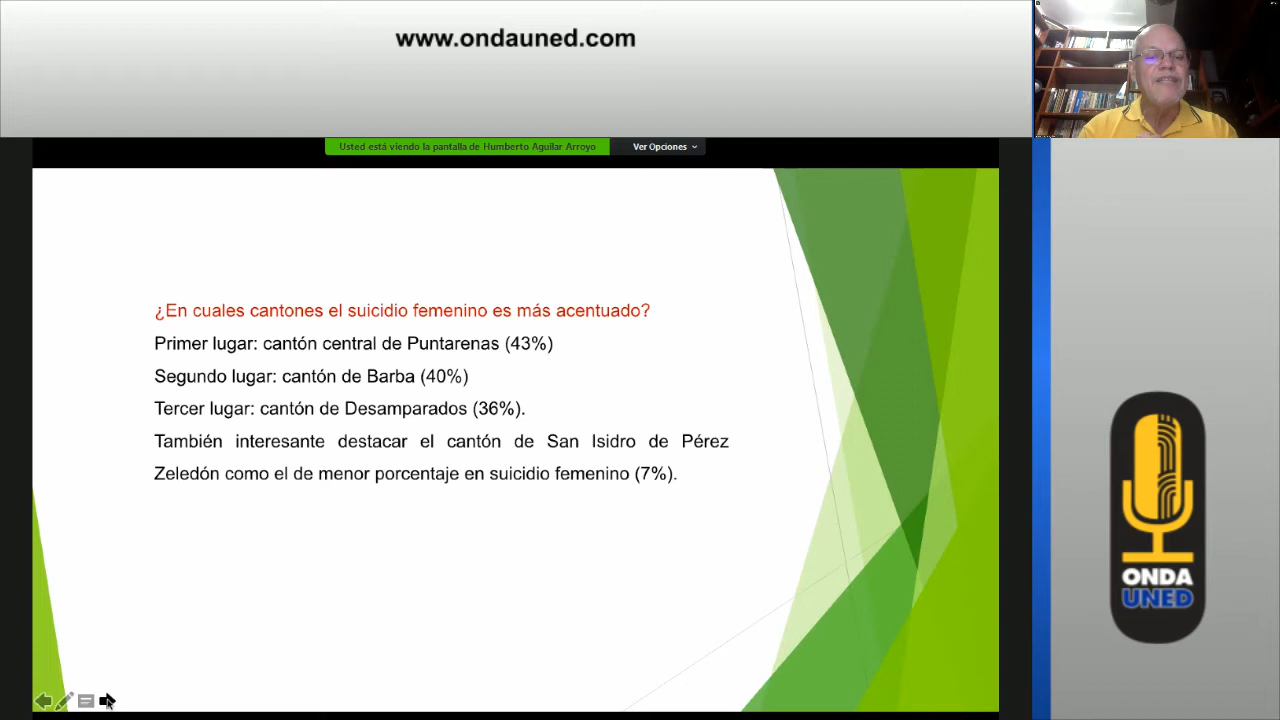 www.ondauned.com
Usted está viendo la pantalla de Humberto Aguilar Arroyo
Ver Opciones
¿En cuales cantones el suicidio femenino es más acentuado?
Primer lugar: cantón central de Puntarenas (43%)
Segundo lugar: cantón de Barba (40%)
Tercer lugar: cantón de Desamparados (36%).
También interesante destacar el cantón de San Isidro de Pérez
Zeledón como el de menor porcentaje en suicidio femenino (7%).
ONDA
UNED